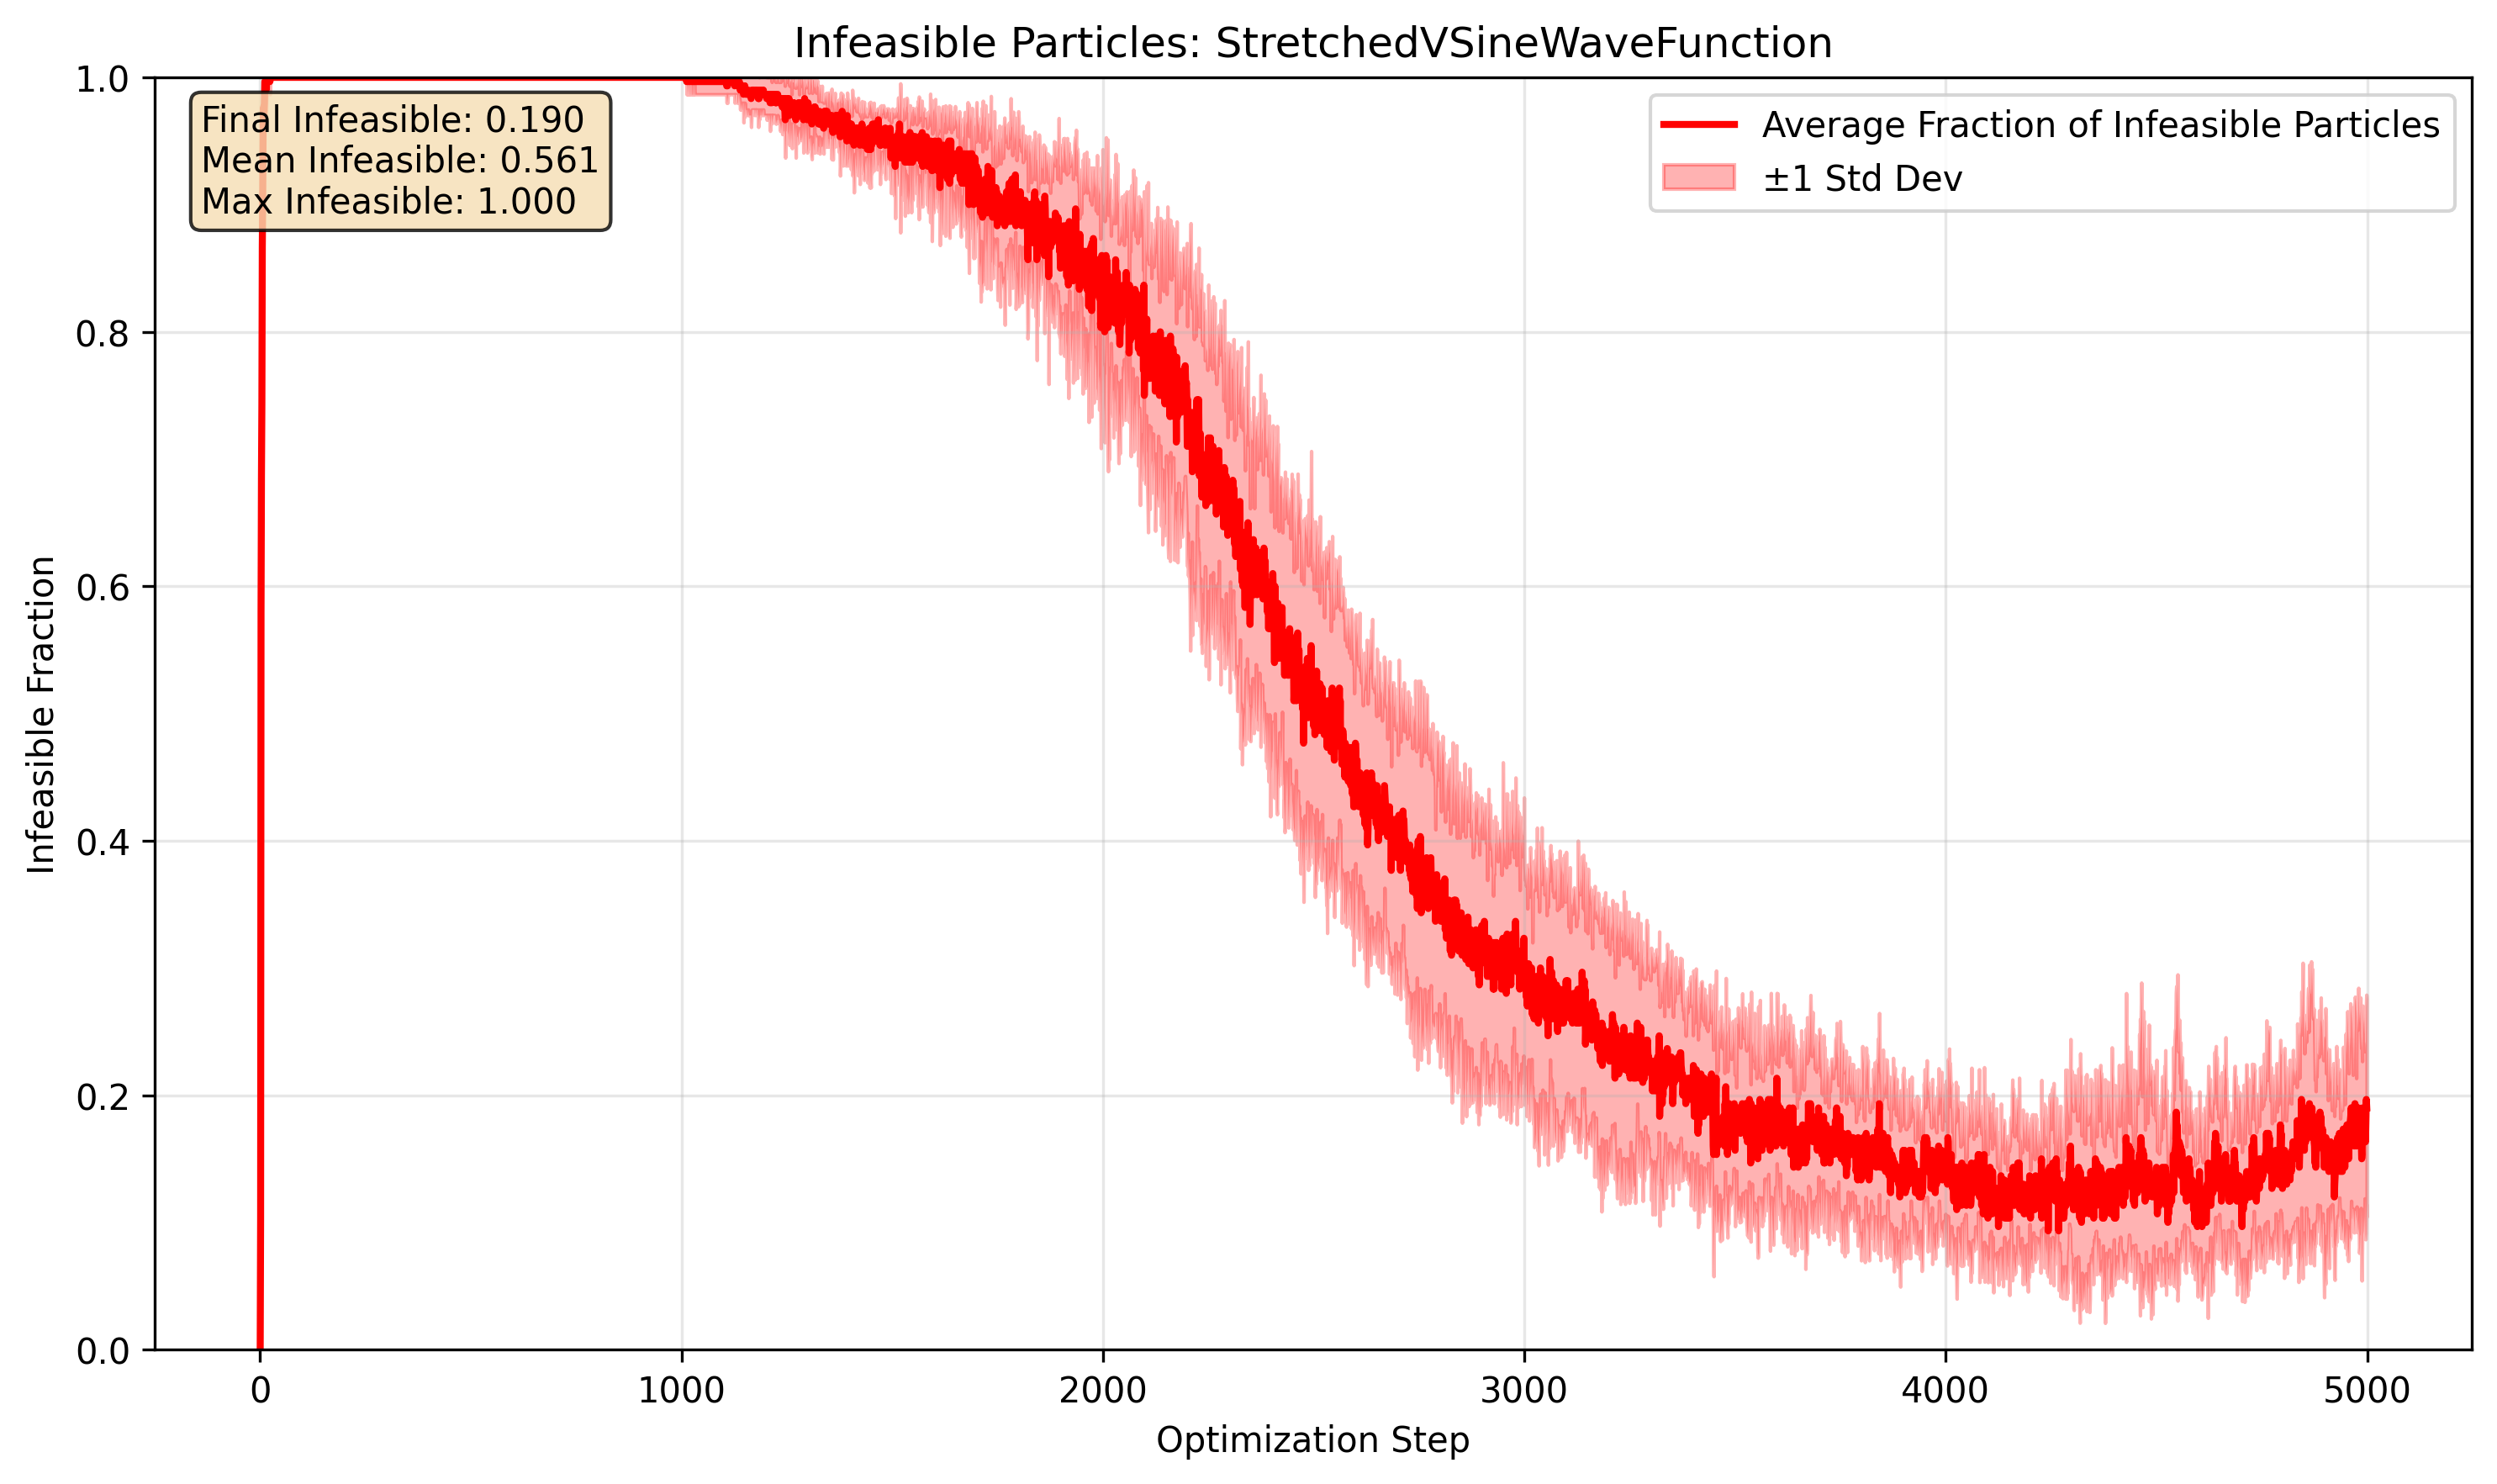 Infeasible Particles: StretchedVSineWaveFunction
Final Infeasible: 0.190
Mean Infeasible: 0.561
Max Infeasible: 1.000
Average Fraction of Infeasible Particles
±1 Std Dev
Infeasible Fraction
1.0
0.8
0.6
0.4
0.2
0.0
0 1000 2000 3000 4000 5000
Optimization Step